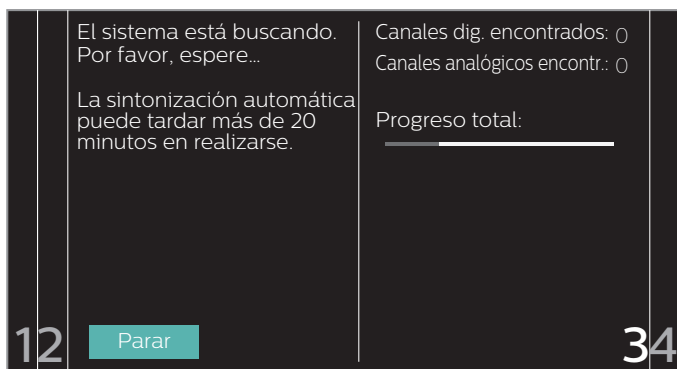 El sistema está buscando.
Por favor, espere...
La sintonización automática
puede tardar más de 20
minutos en realizarse.
Canales dig. encontrados: 0
Canales analógicos encontr.: 0
Progreso total:
12
Parar
34